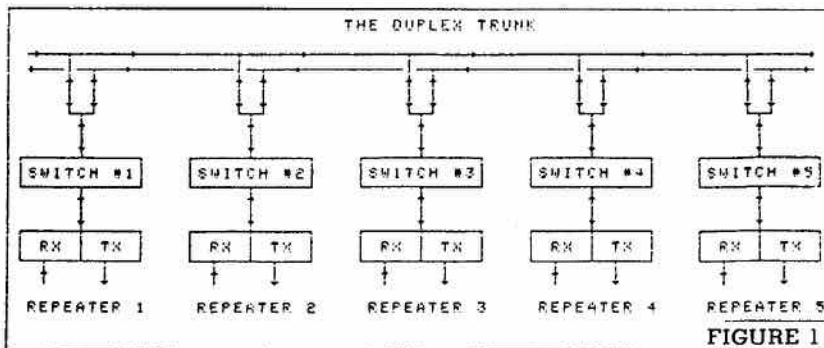 THE DUPLEX TRUNK
SWITCH #1 SWITCH #2 SWITCH #3 SWITCH #4 SWITCH #5
RX TX RX TX RX TX RX TX RX TX
REPEATER 1 REPEATER 2 REPEATER 3 REPEATER 4 REPEATER 5
FIGURE 1